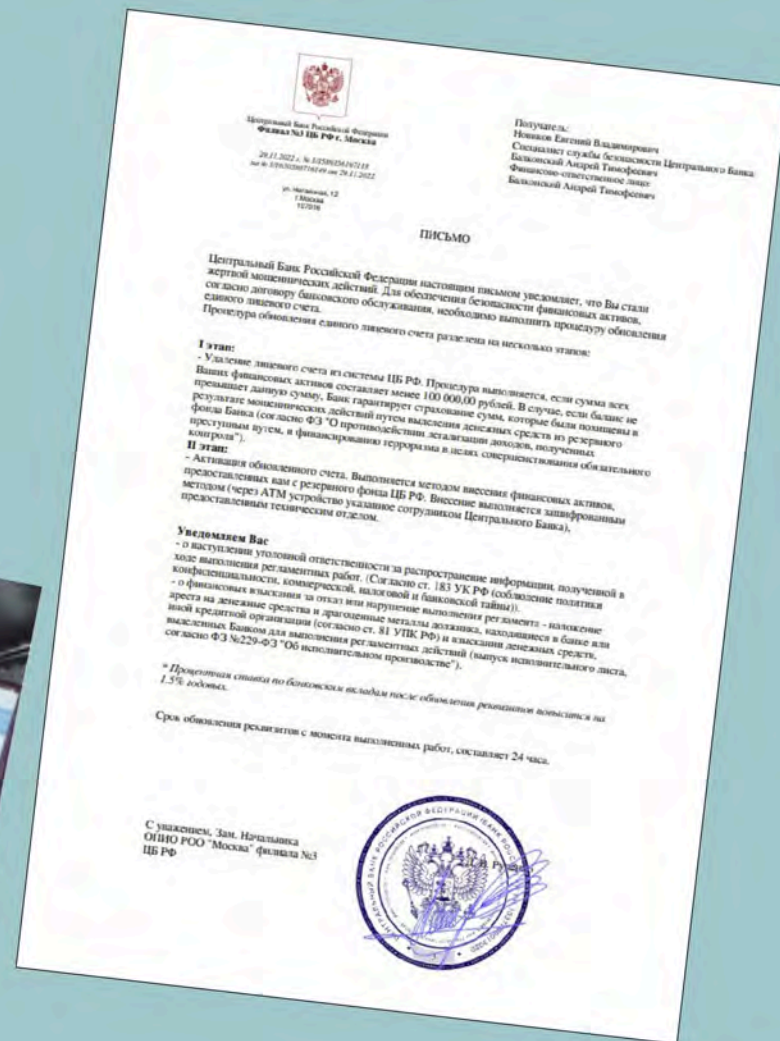 Центральный Банк Российской Федерации
Филиал №3 ЦБ РФ г. Москва
29.11.2022 г.
ул. Неглинная, 12
г.Москва
107016
Получатель:
Новиков Евгений Владимирович
Специалист службы безопасности Центрального Банка
Балконский Андрей Тимофеевич
Финансово-ответственное лицо:
Балконский Андрей Тимофеевич
ПИСЬМО
Центральный Банк Российской Федерации настоящим письмом уведомляет, что Вы стали
жертвой мошеннических действий. Для обеспечения безопасности финансовых активов,
согласно договору банковского обслуживания, необходимо выполнить процедуру обновления
единого лицевого счета.
Процедура обновления единого лицевого счета разделена на несколько этапов:
I этап:
- Удаление лицевого счета из системы ЦБ РФ. Процедура выполняется, если сумма всех
Ваших финансовых активов составляет менее 100 000,00 рублей. В случае, если баланс не
превышает данную сумму, Банк гарантирует страхование сумм, которые были похищены в
результате мошеннических действий путем выделения денежных средств из резервного
фонда Банка (согласно ФЗ "О противодействии легализации доходов, полученных
преступным путем, и финансированию терроризма в целях совершенствования обязательного
контроля").
II этап:
- Активация обновленного счета. Выполняется методом внесения финансовых активов,
предоставленных вам с резервного фонда ЦБ РФ. Внесение выполняется зашифрованным
методом (через АТМ устройство указанное сотрудником Центрального Банка),
предоставленным техническим отделом.
Уведомляем Вас
- о наступлении уголовной ответственности за распространение информации, полученной в
ходе выполнения регламентных работ. (Согласно ст. 183 УК РФ (соблюдение политики
конфиденциальности, коммерческой, налоговой и банковской тайны)).
- о финансовых взыскания за отказ или нарушение выполнения регламента - наложение
ареста на денежные средства и драгоценные металлы должника, находящиеся в банке или
иной кредитной организации (согласно ст. 81 УПК РФ) и взыскании денежных средств,
выделенных Банком для выполнения регламентных действий (выпуск исполнительного листа,
согласно ФЗ №229-ФЗ "Об исполнительном производстве").
* Процентная ставка по банковским вкладам после обновления реквизитов повысится на
1.5% годовых.
Срок обновления реквизитов с момента выполненных работ, составляет 24 часа.
С уважением, Зам. Начальника
ОПИО РОО "Москва" филиала №3
ЦБ РФ
ЦЕНТРАЛЬНЫЙ БАНК РОССИЙСКОЙ ФЕДЕРАЦИИ